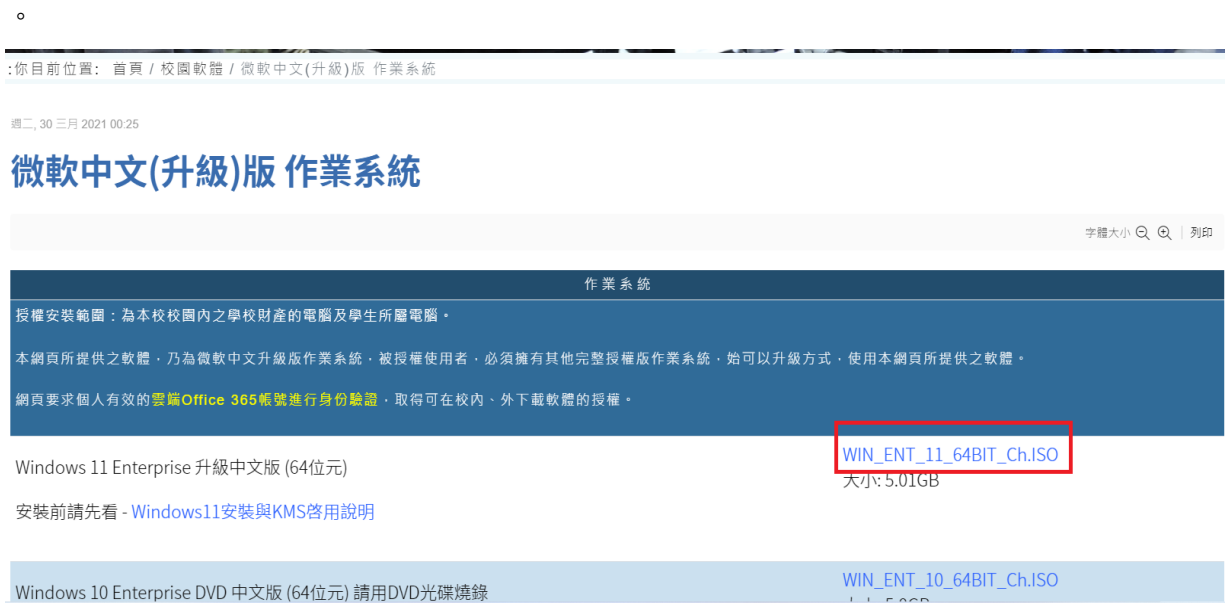 。
:你目前位置: 首頁 / 校園軟體 / 微軟中文(升級)版 作業系統
週二, 30 三月 2021 00:25
微軟中文(升級)版 作業系統
字體大小 | 列印
作業系統
授權安裝範圍：為本校校園內之學校財產的電腦及學生所屬電腦。
本網頁所提供之軟體，乃為微軟中文升級版作業系統，被授權使用者，必須擁有其他完整授權版作業系統，始可以升級方式，使用本網頁所提供之軟體。
網頁要求個人有效的雲端Office 365帳號進行身份驗證，取得可在校內、外下載軟體的授權。
Windows 11 Enterprise 升級中文版 (64位元)
WIN_ENT_11_64BIT_Ch.ISO
大小: 5.01GB
安裝前請先看 - Windows11安裝與KMS啓用說明
Windows 10 Enterprise DVD 中文版 (64位元) 請用DVD光碟燒錄
WIN_ENT_10_64BIT_Ch.ISO